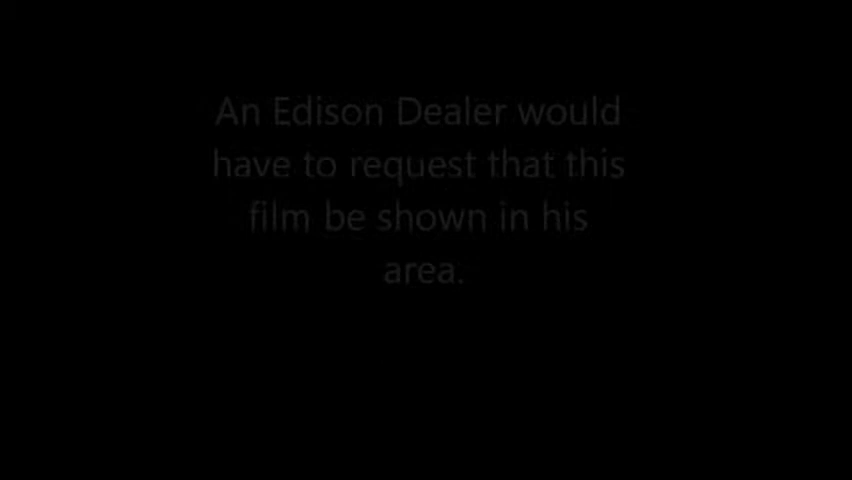 An Edison Dealer would
have to request that this
film be shown in his
area.